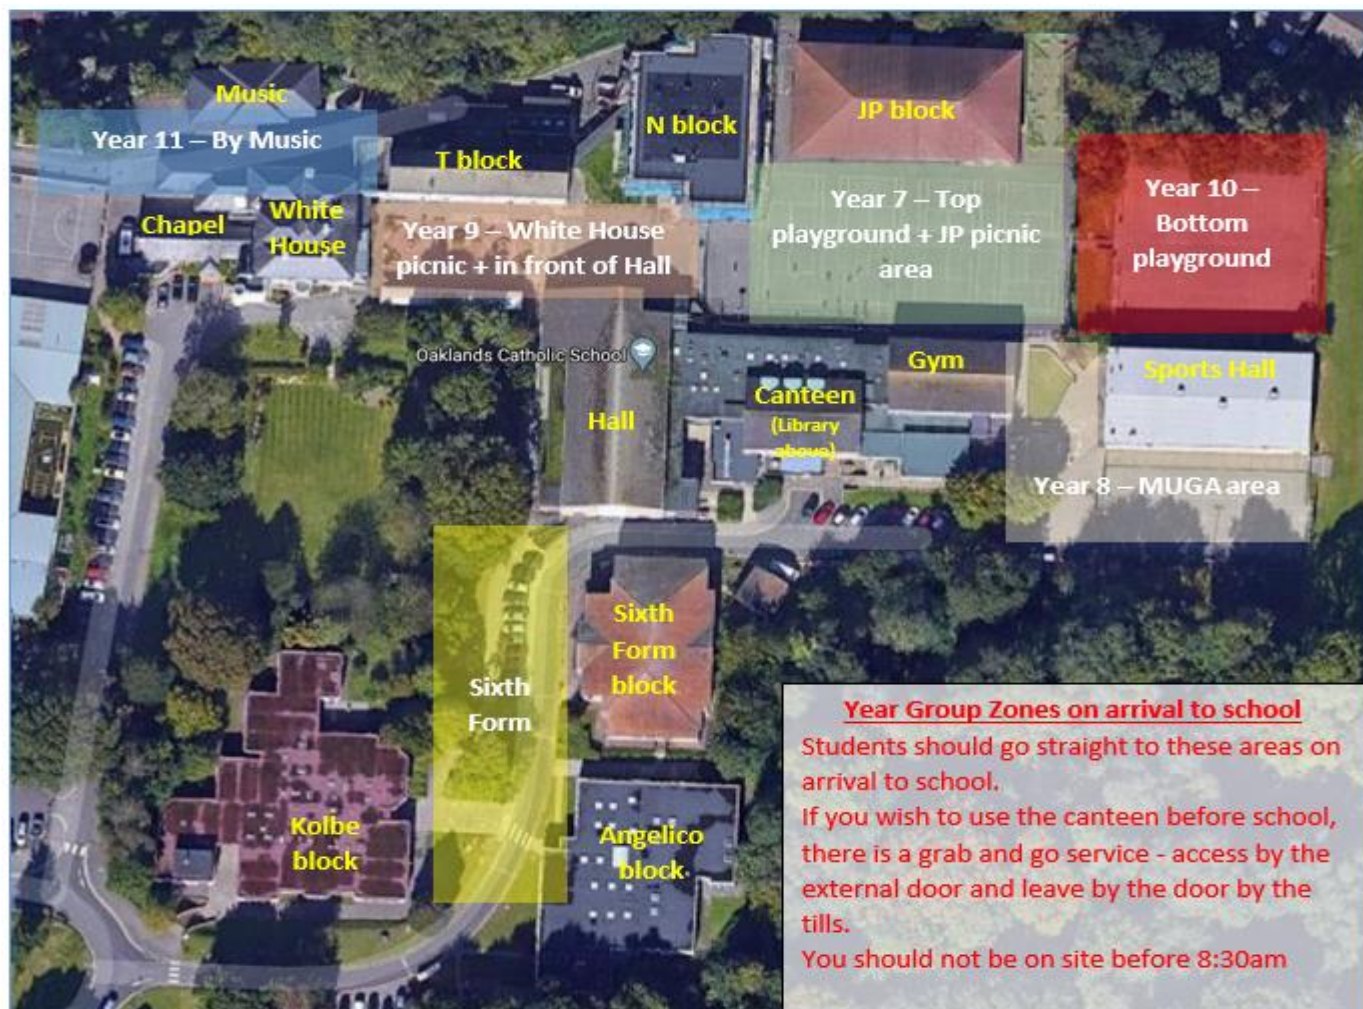 Music
Year 11 – By Music
T block
N block
JP block
Chapel
White
House
Year 9 – White House
picnic + in front of Hall
Year 7 – Top
playground + JP picnic
area
Year 10 –
Bottom
playground
Oaklands Catholic School
Hall
Canteen
(Library
above)
Gym
Sports Hall
Year 8 – MUGA area
Sixth
Form
Sixth
Form
block
Kolbe
block
Angelico
block
Year Group Zones on arrival to school
Students should go straight to these areas on
arrival to school.
If you wish to use the canteen before school,
there is a grab and go service - access by the
external door and leave by the door by the
tills.
You should not be on site before 8:30am